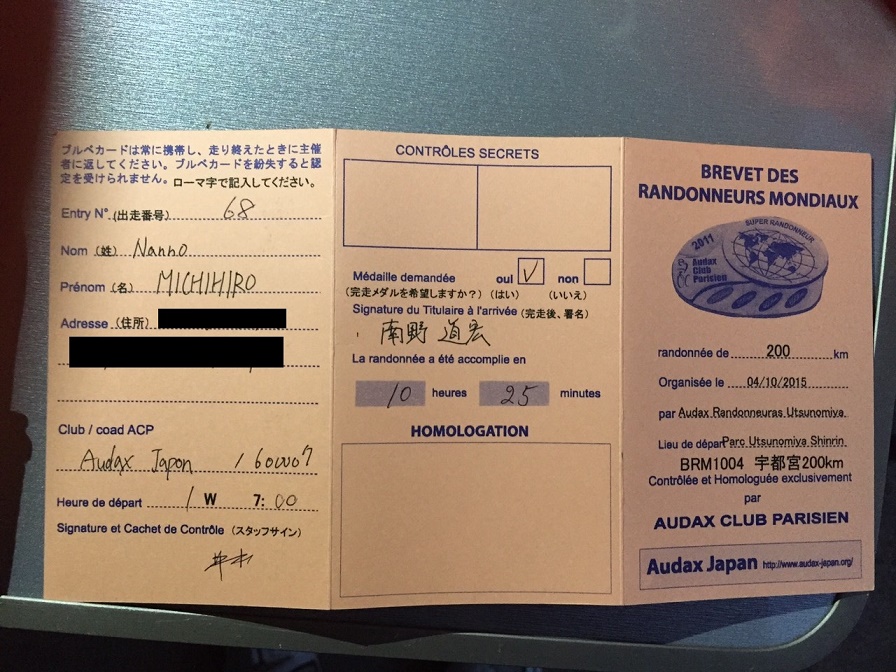 ブルベカードは常に携帯し、走り終えたときに主催
者に返してください。ブルベカードを紛失すると認
定を受けられません。ローマ字で記入してください。
Entry N°.(出走番号) 68
Nom (姓) Nanno
Prénom (名) MICHIHIRO
Adresse (住所)
Club / coad ACP
Audax Japon 1600007
Heure de départ 1 W 7:00
Signature et Cachet de Contrôle (スタッフサイン)
CONTRÔLES SECRETS
Médaille demandée oui ✓ non
(完走メダルを希望しますか?) (はい) (いいえ)
Signature du Titulaire à l'arrivée (完走後、署名)
南野 道宏
La randonnée a été accomplie en
10 heures 25 minutes
HOMOLOGATION
BREVET DES
RANDONNEURS MONDIAUX
2011
SUPER RANDONNEUR
Audax
Club
Parisien
randonnée de 200 km
Organisée le 04/10/2015
par Audax Randonneuras Utsunomiya
Lieu de départ Parc Utsunomiya Shinrin
BRM1004 宇都宮200km
Contrôlée et Homologuée exclusivement
par
AUDAX CLUB PARISIEN
Audax Japan http://www.audax-japan.org/